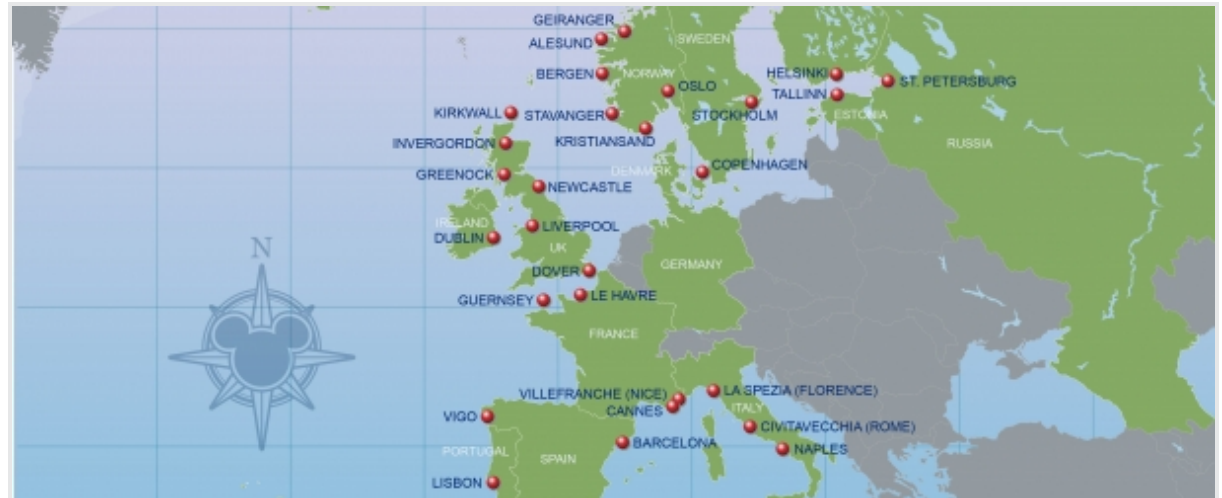 GEIRANGER
SWEDEN
ALESUND
BERGEN
NORWAY
HELSINKI
ST. PETERSBURG
OSLO
TALLINN
KIRKWALL
STAVANGER
STOCKHOLM
ESTONIA
KRISTIANSAND
INVERGORDON
RUSSIA
COPENHAGEN
DENMARK
GREENOCK
NEWCASTLE
IRELAND
LIVERPOOL
DUBLIN
UK
N
GERMANY
DOVER
LE HAVRE
GUERNSEY
FRANCE
VILLEFRANCHE (NICE)
LA SPEZIA (FLORENCE)
CANNES
ITALY
VIGO
CIVITAVECCHIA (ROME)
BARCELONA
NAPLES
PORTUGAL
SPAIN
LISBON